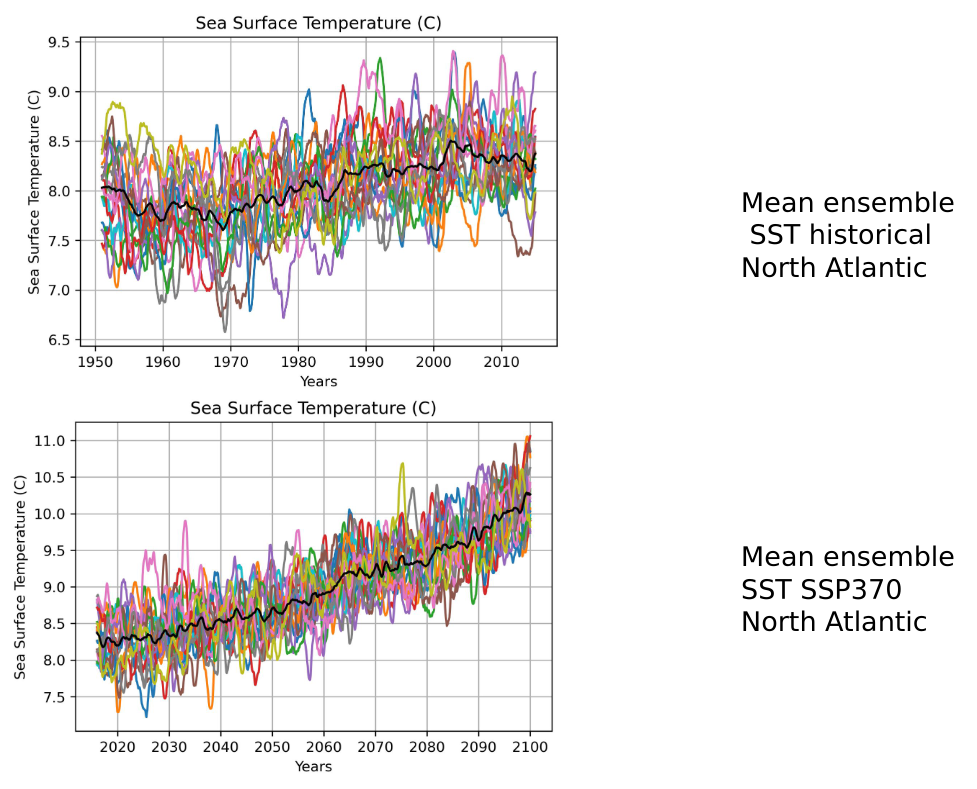 Sea Surface Temperature (C)
Sea Surface Temperature (C)
9.5
9.0
8.5
8.0
7.5
7.0
6.5
1950 1960 1970 1980 1990 2000 2010
Years
Mean ensemble
SST historical
North Atlantic
Sea Surface Temperature (C)
Sea Surface Temperature (C)
11.0
10.5
10.0
9.5
9.0
8.5
8.0
7.5
2020 2030 2040 2050 2060 2070 2080 2090 2100
Years
Mean ensemble
SST SSP370
North Atlantic